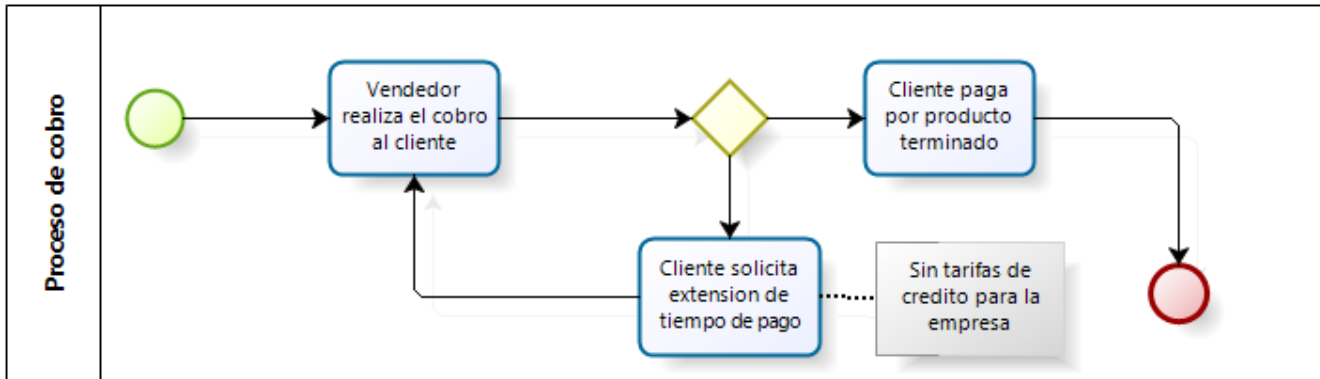 Proceso de cobro
Vendedor
realiza el cobro
al cliente
Cliente paga
por producto
terminado
Cliente solicita
extension de
tiempo de pago
Sin tarifas de
credito para la
empresa